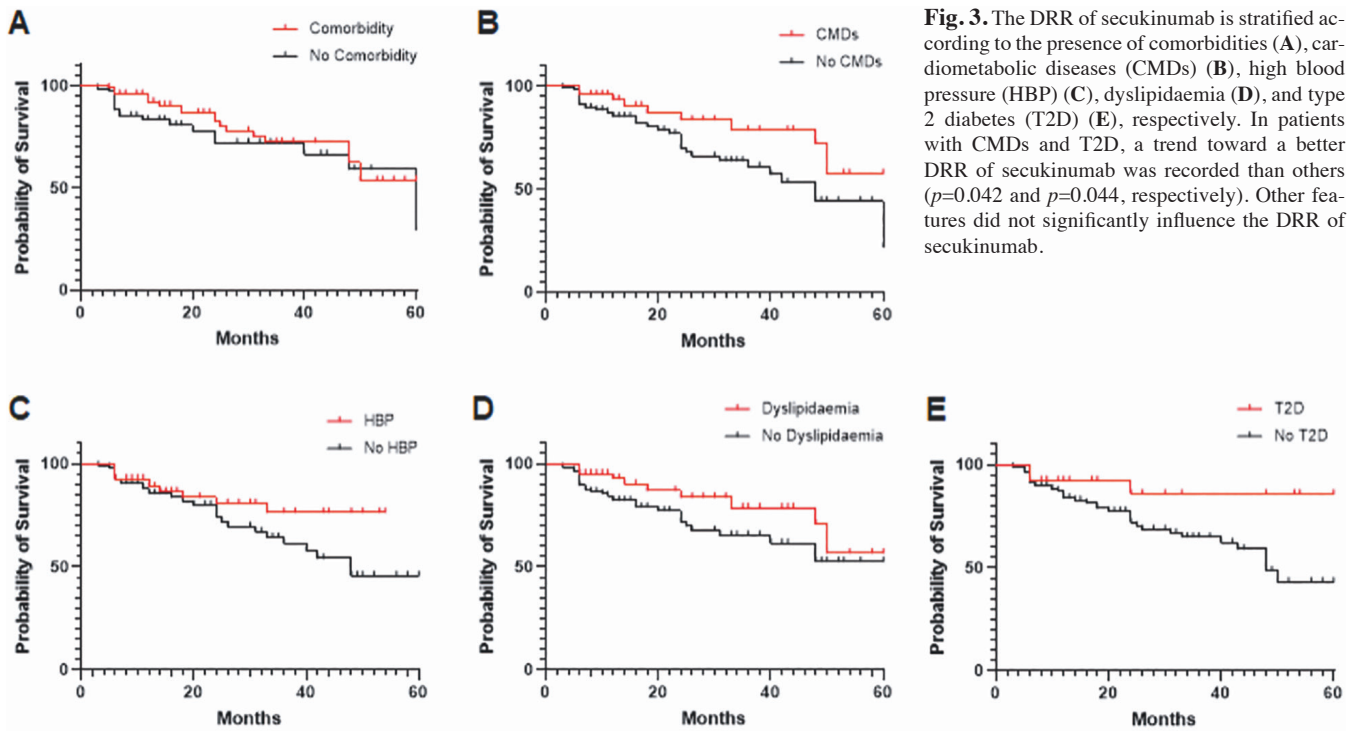 A
Comorbidity
No Comorbidity
Probability of Survival
100
50
0
0 20 40 60
Months
B
CMDs
No CMDs
Probability of Survival
100
50
0
0 20 40 60
Months
Fig. 3. The DRR of secukinumab is stratified ac-
cording to the presence of comorbidities (A), car-
diometabolic diseases (CMDs) (B), high blood
pressure (HBP) (C), dyslipidaemia (D), and type
2 diabetes (T2D) (E), respectively. In patients
with CMDs and T2D, a trend toward a better
DRR of secukinumab was recorded than others
(p=0.042 and p=0.044, respectively). Other fea-
tures did not significantly influence the DRR of
secukinumab.
C
HBP
No HBP
Probability of Survival
100
50
0
0 20 40 60
Months
D
Dyslipidaemia
No Dyslipidaemia
Probability of Survival
100
50
0
0 20 40 60
Months
E
T2D
No T2D
Probability of Survival
100
50
0
0 20 40 60
Months